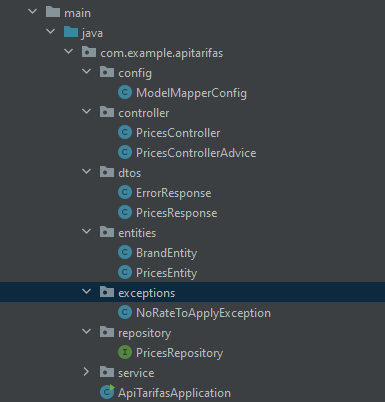 main
java
com.example.apitarifas
config
ModelMapperConfig
controller
PricesController
PricesControllerAdvice
dtos
ErrorResponse
PricesResponse
entities
BrandEntity
PricesEntity
exceptions
NoRateToApplyException
repository
PricesRepository
service
ApiTarifasApplication